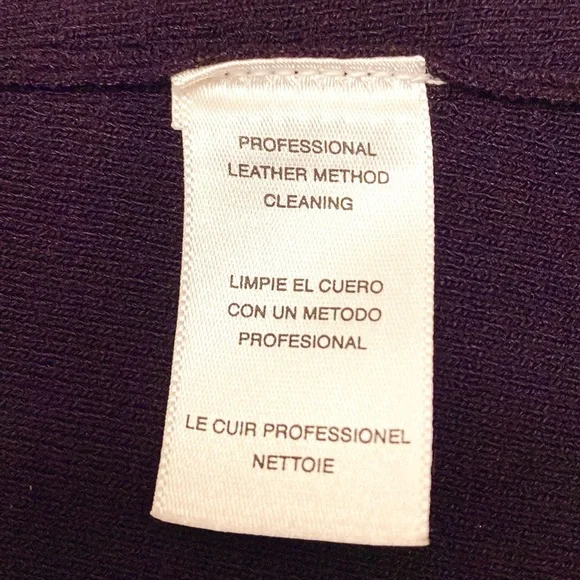 PROFESSIONAL
LEATHER METHOD
CLEANING
LIMPIE EL CUERO
CON UN METODO
PROFESIONAL
LE CUIR PROFESSIONEL
NETTOIE